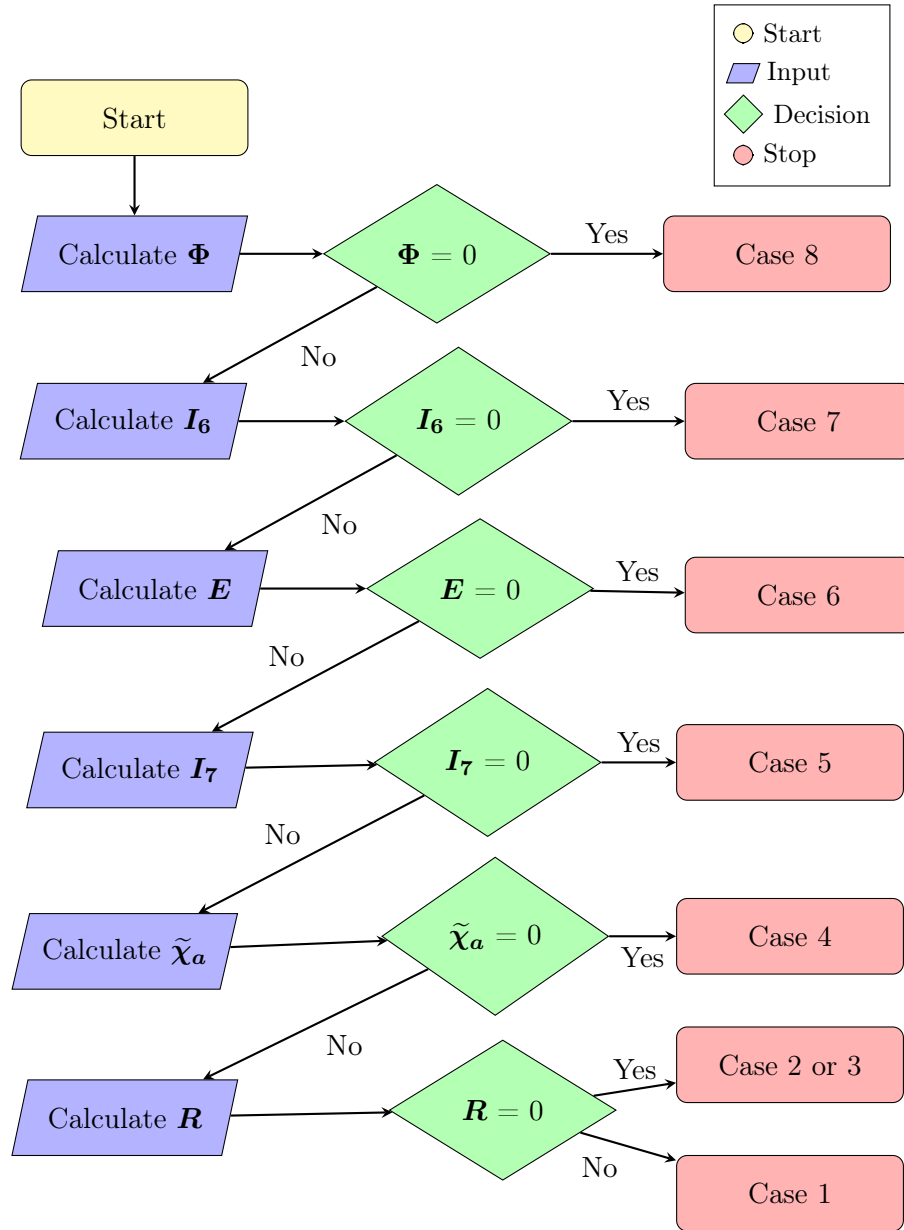 Start
Input
Decision
Stop
Start
Calculate Φ
Φ = 0
Yes
Case 8
No
Calculate I₆
I₆ = 0
Yes
Case 7
No
Calculate E
E = 0
Yes
Case 6
No
Calculate I₇
I₇ = 0
Yes
Case 5
No
Calculate χ̃ₐ
χ̃ₐ = 0
Yes
Case 4
No
Calculate R
R = 0
Yes
Case 2 or 3
No
Case 1